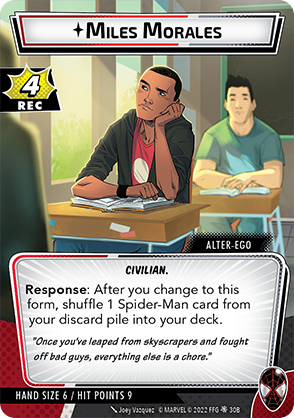 Miles Morales
4
REC
ALTER-EGO
CIVILIAN.
Response: After you change to this
form, shuffle 1 Spider-Man card from
your discard pile into your deck.
"Once you've leaped from skyscrapers and fought
off bad guys, everything else is a chore."
HAND SIZE 6 / HIT POINTS 9
Joey Vazquez © MARVEL © 2022 FFG 30B